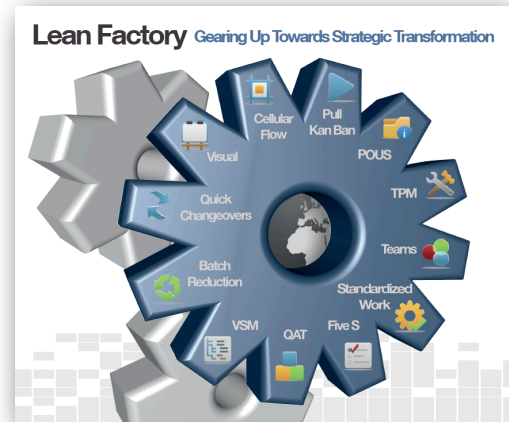 Lean Factory Gearing Up Towards Strategic Transformation
Cellular
Flow
Pull
Kan Ban
Visual
POUS
TPM
Quick
Changeovers
Teams
Batch
Reduction
Standardized
Work
VSM
QAT
Five S